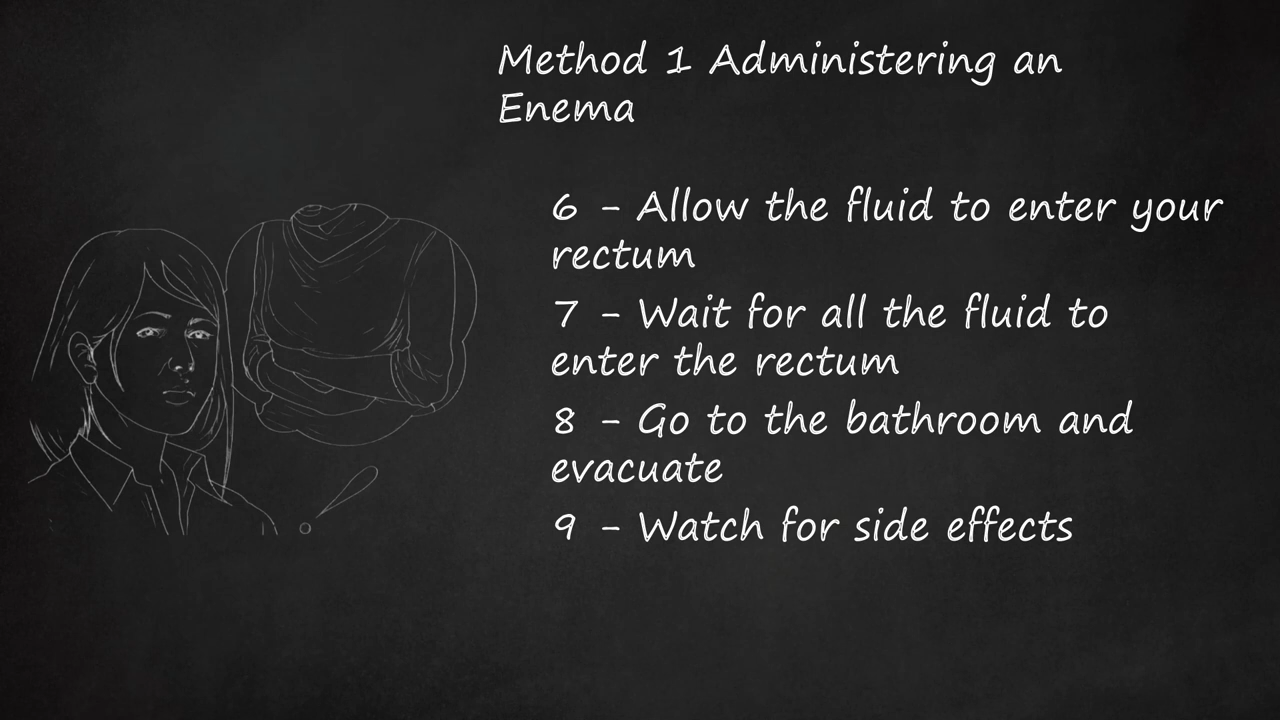 Method 1 Administering an
Enema
6 - Allow the fluid to enter your
rectum
7 - Wait for all the fluid to
enter the rectum
8 - Go to the bathroom and
evacuate
9 - Watch for side effects